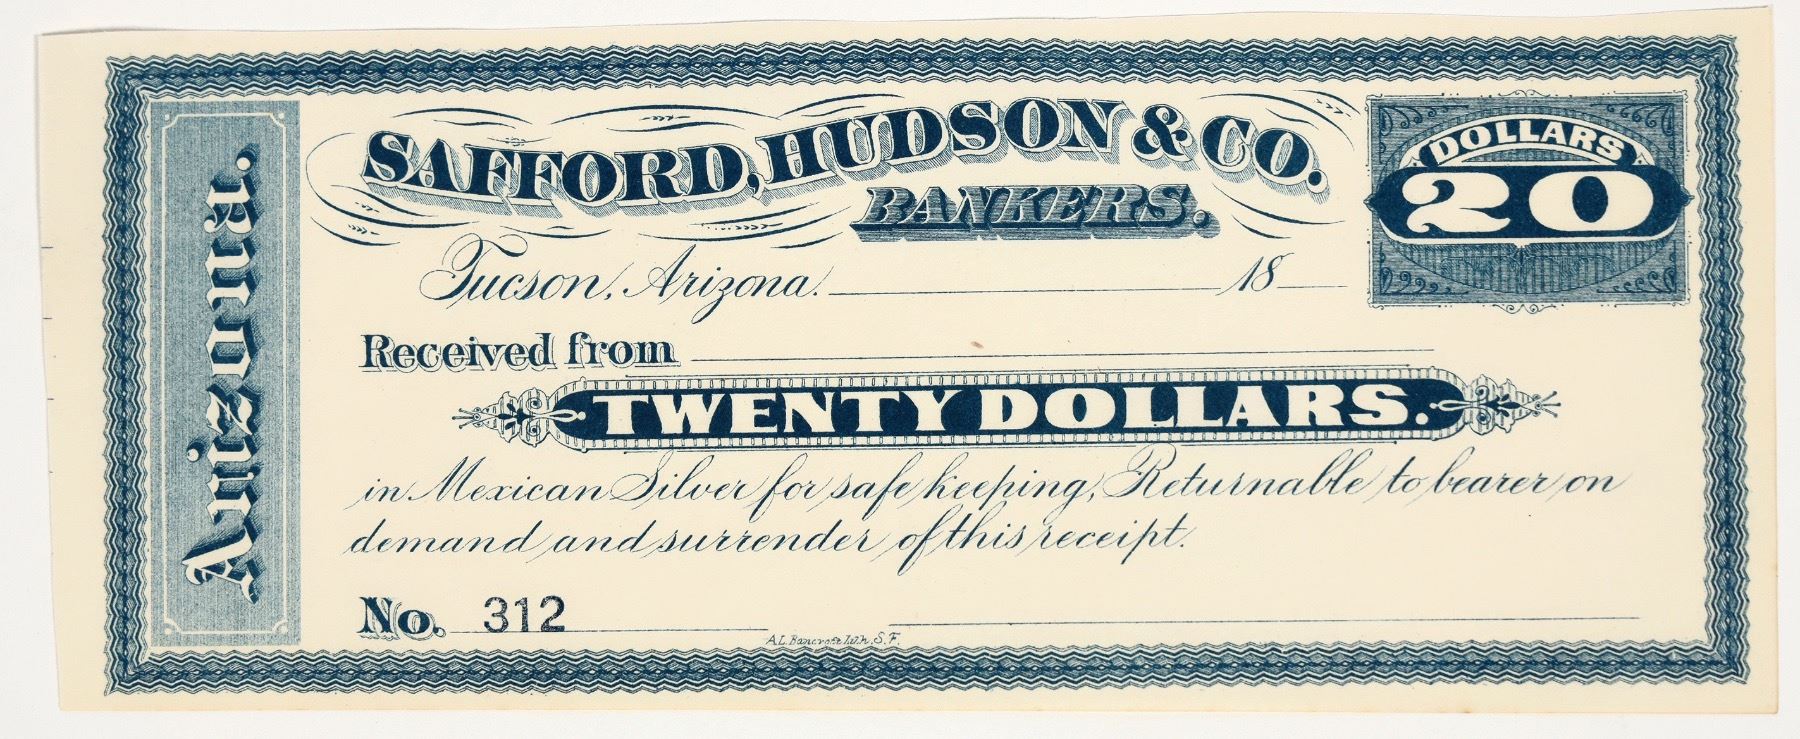 Arizona.
SAFFORD, HUDSON & CO.
BANKERS.
DOLLARS
20
Tucson, Arizona. 18
Received from
TWENTY DOLLARS.
in Mexican Silver for safe keeping, Returnable to bearer on
demand and surrender of this receipt.
No. 312
A.L. Bancroft Lith. S.F.